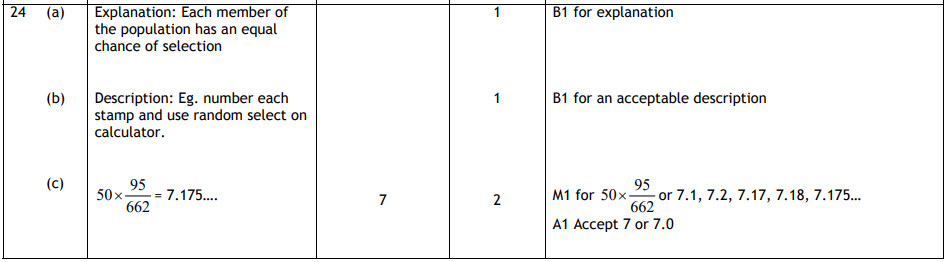 24 (a) Explanation: Each member of 1 B1 for explanation
the population has an equal
chance of selection
(b) Description: Eg. number each 1 B1 for an acceptable description
stamp and use random select on
calculator.
(c) 50×95/662 = 7.175…. 7 2 M1 for 50×95/662 or 7.1, 7.2, 7.17, 7.18, 7.175…
A1 Accept 7 or 7.0